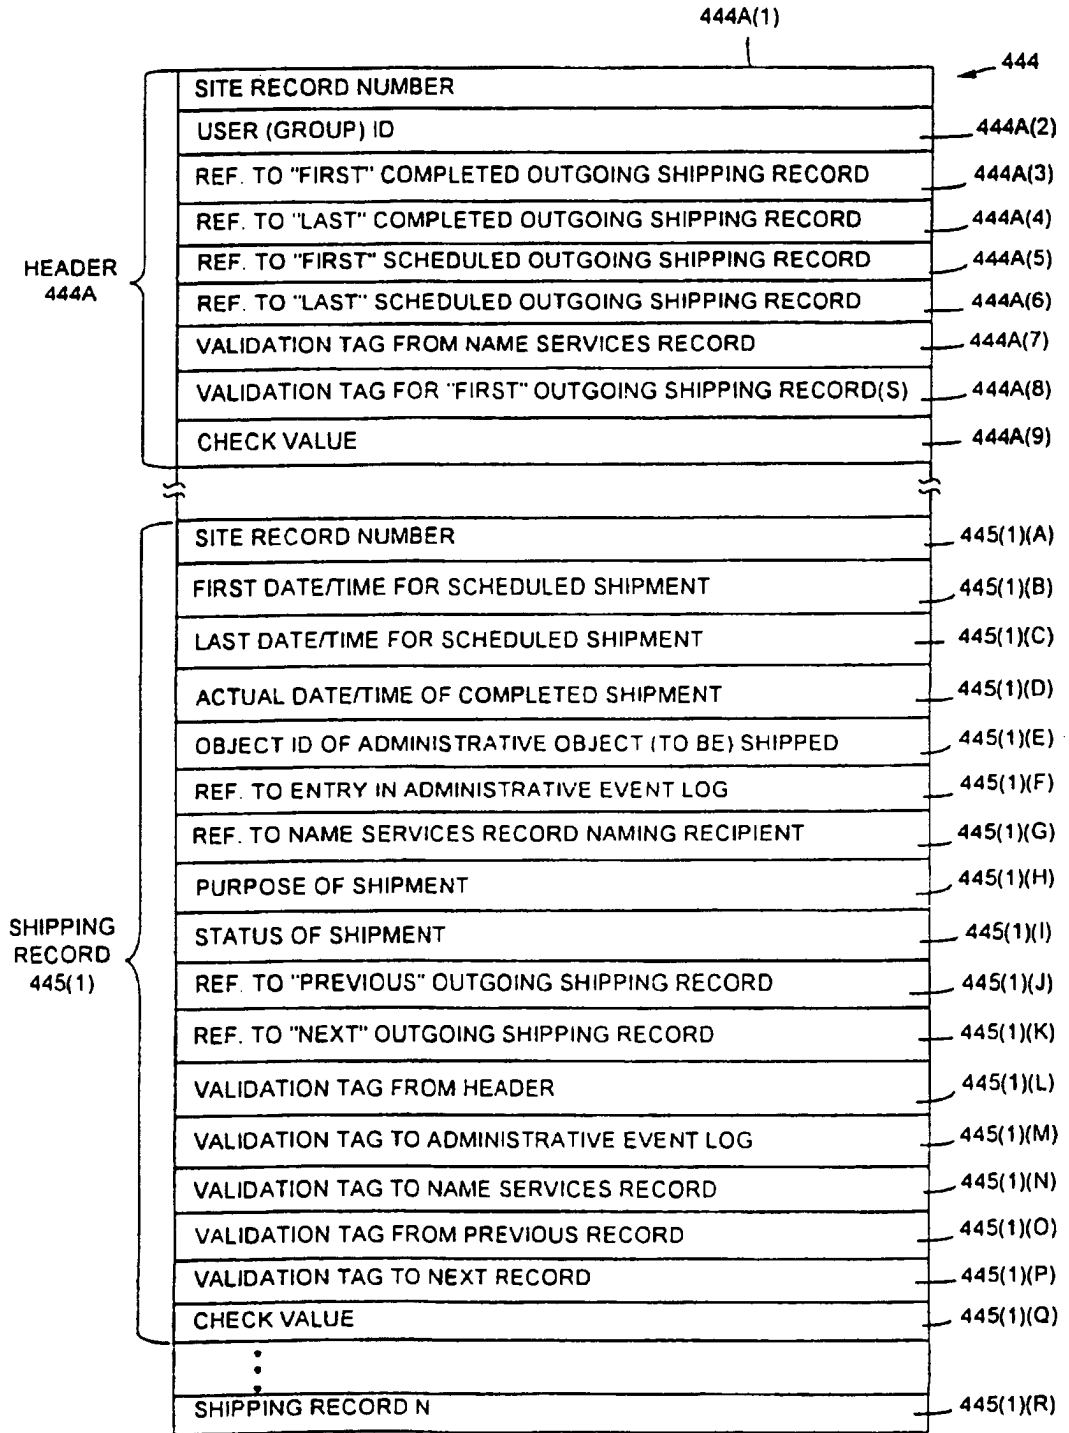 444A(1)
444
SITE RECORD NUMBER
USER (GROUP) ID 444A(2)
REF. TO "FIRST" COMPLETED OUTGOING SHIPPING RECORD 444A(3)
REF. TO "LAST" COMPLETED OUTGOING SHIPPING RECORD 444A(4)
REF. TO "FIRST" SCHEDULED OUTGOING SHIPPING RECORD 444A(5)
REF. TO "LAST" SCHEDULED OUTGOING SHIPPING RECORD 444A(6)
VALIDATION TAG FROM NAME SERVICES RECORD 444A(7)
VALIDATION TAG FOR "FIRST" OUTGOING SHIPPING RECORD(S) 444A(8)
CHECK VALUE 444A(9)
HEADER
444A
SITE RECORD NUMBER 445(1)(A)
FIRST DATE/TIME FOR SCHEDULED SHIPMENT 445(1)(B)
LAST DATE/TIME FOR SCHEDULED SHIPMENT 445(1)(C)
ACTUAL DATE/TIME OF COMPLETED SHIPMENT 445(1)(D)
OBJECT ID OF ADMINISTRATIVE OBJECT (TO BE) SHIPPED 445(1)(E)
REF. TO ENTRY IN ADMINISTRATIVE EVENT LOG 445(1)(F)
REF. TO NAME SERVICES RECORD NAMING RECIPIENT 445(1)(G)
PURPOSE OF SHIPMENT 445(1)(H)
STATUS OF SHIPMENT 445(1)(I)
REF. TO "PREVIOUS" OUTGOING SHIPPING RECORD 445(1)(J)
REF. TO "NEXT" OUTGOING SHIPPING RECORD 445(1)(K)
VALIDATION TAG FROM HEADER 445(1)(L)
VALIDATION TAG TO ADMINISTRATIVE EVENT LOG 445(1)(M)
VALIDATION TAG TO NAME SERVICES RECORD 445(1)(N)
VALIDATION TAG FROM PREVIOUS RECORD 445(1)(O)
VALIDATION TAG TO NEXT RECORD 445(1)(P)
CHECK VALUE 445(1)(Q)
SHIPPING
RECORD
445(1)
SHIPPING RECORD N 445(1)(R)